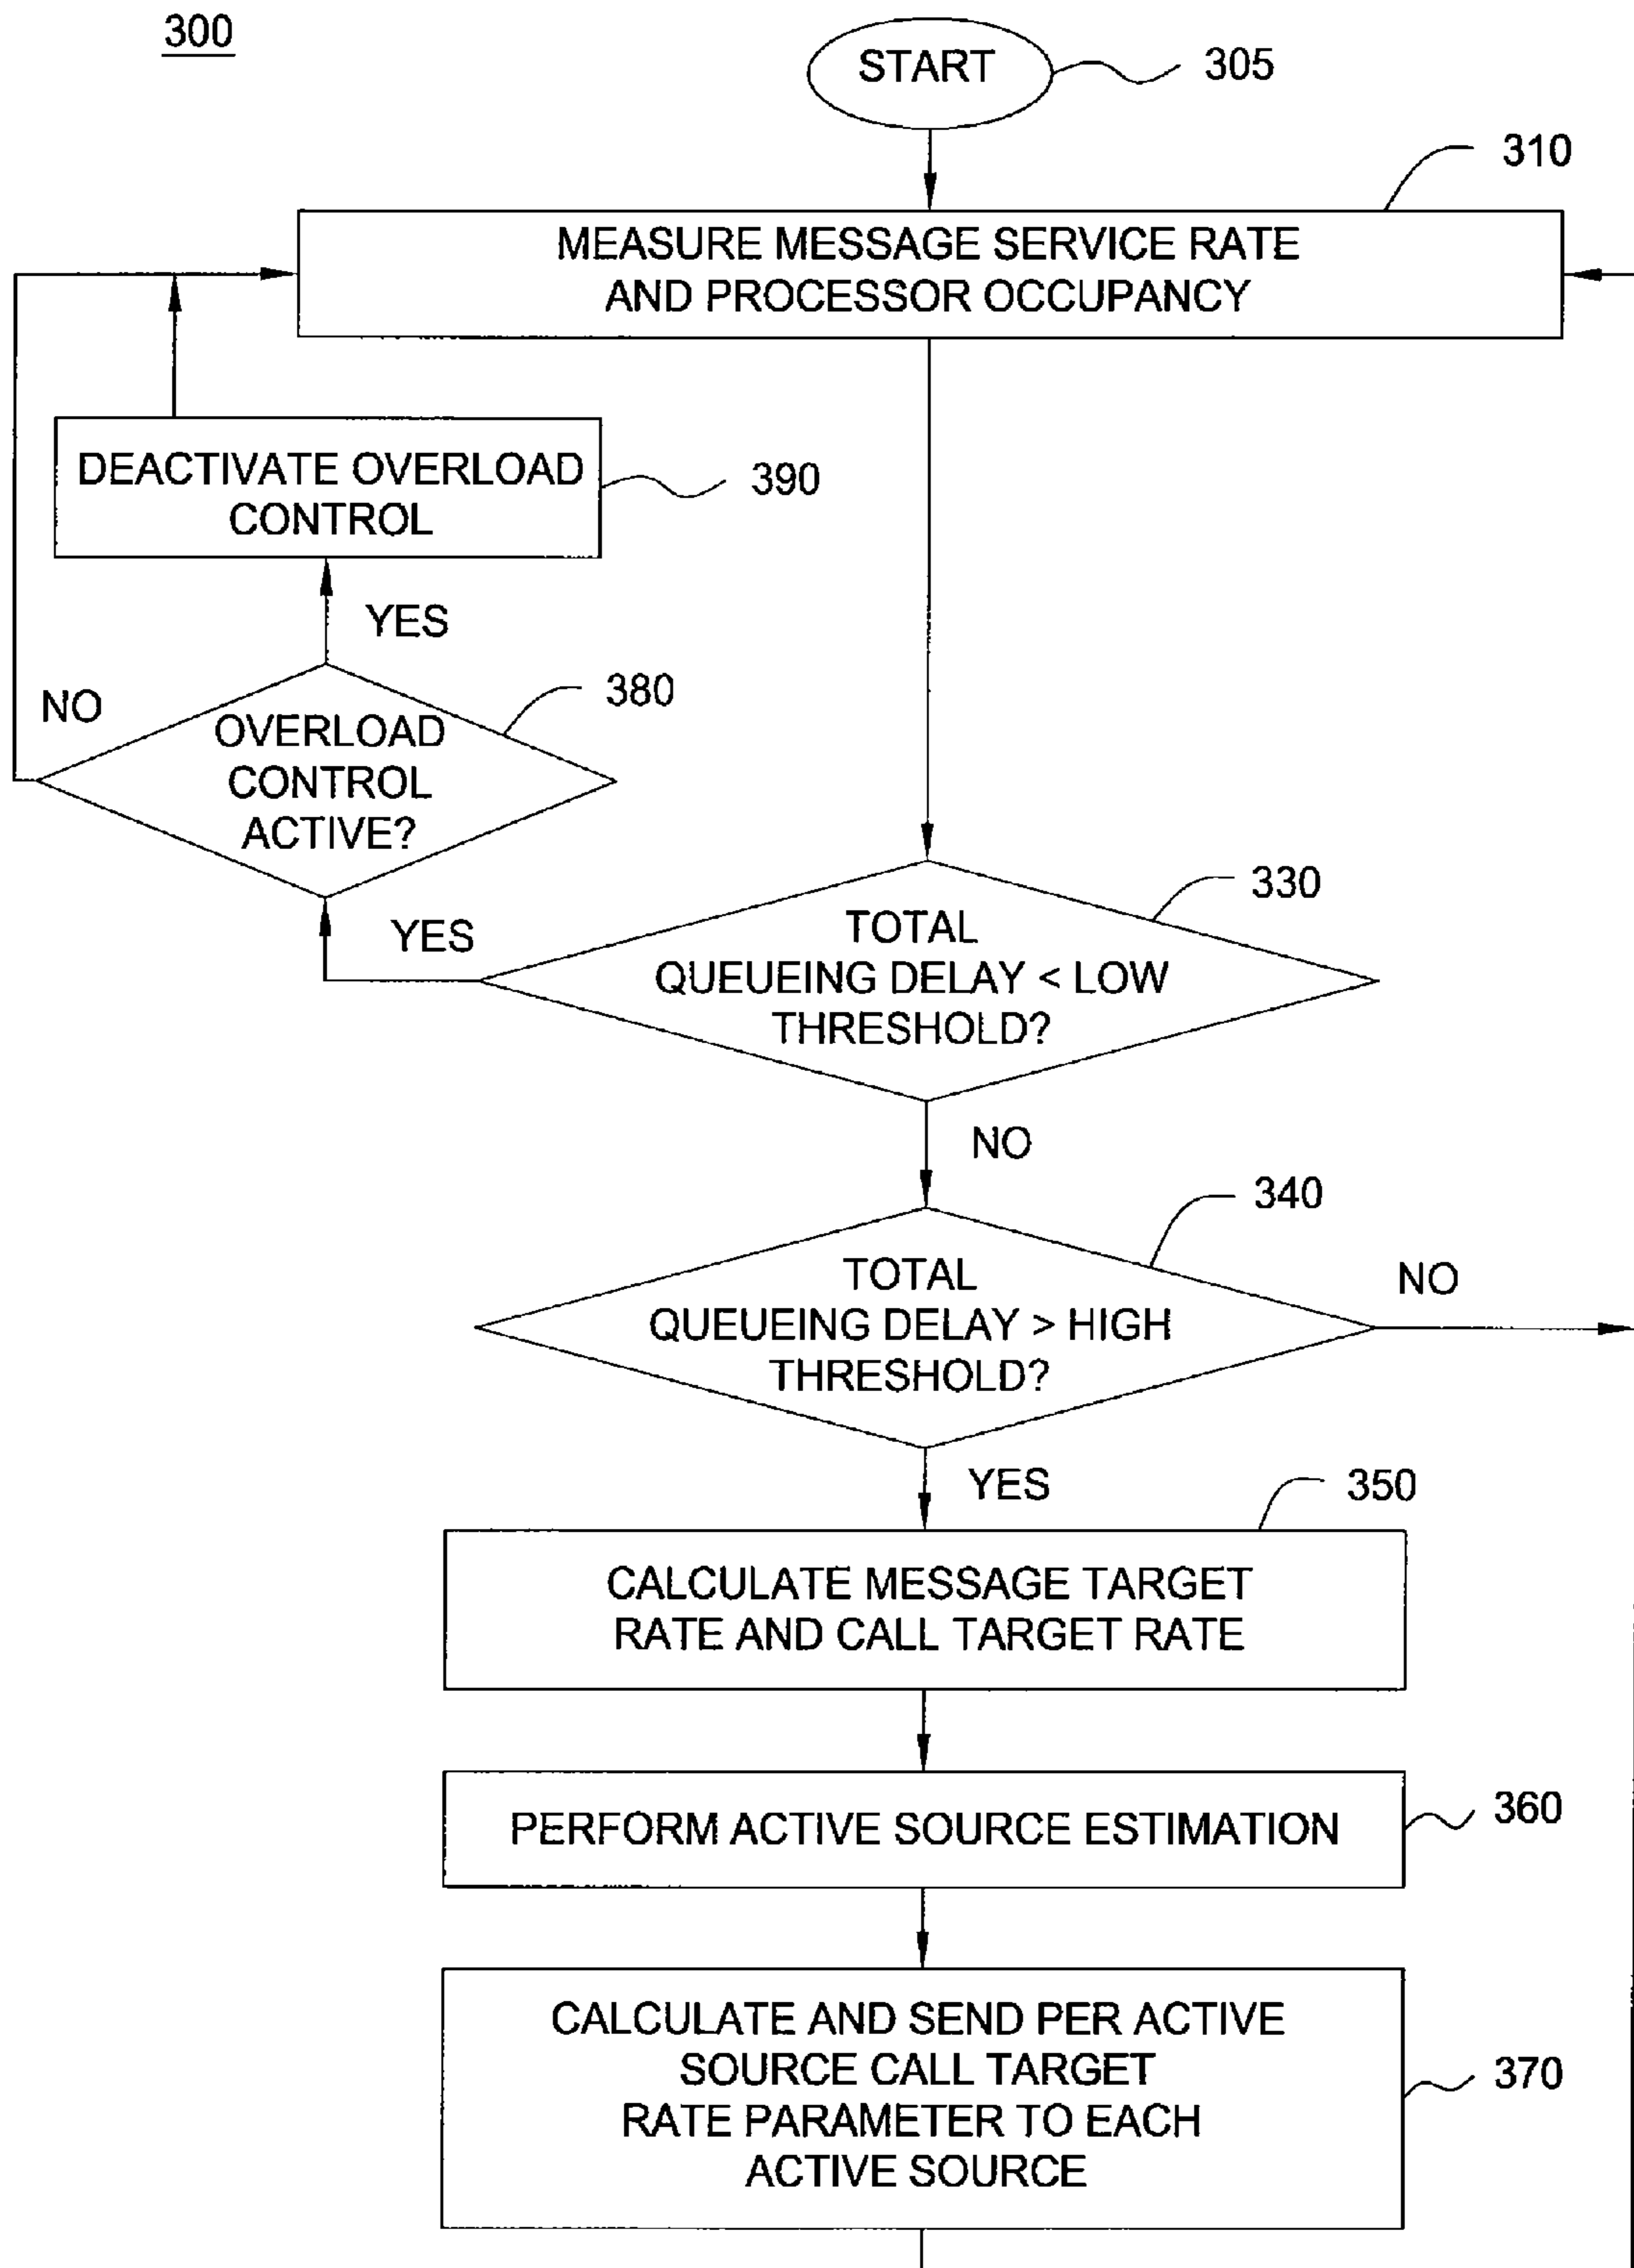 300
START
305
310
MEASURE MESSAGE SERVICE RATE
AND PROCESSOR OCCUPANCY
DEACTIVATE OVERLOAD
CONTROL
390
YES
NO
380
OVERLOAD
CONTROL
ACTIVE?
YES
330
TOTAL
QUEUEING DELAY < LOW
THRESHOLD?
NO
340
TOTAL
QUEUEING DELAY > HIGH
THRESHOLD?
NO
YES
350
CALCULATE MESSAGE TARGET
RATE AND CALL TARGET RATE
PERFORM ACTIVE SOURCE ESTIMATION
360
CALCULATE AND SEND PER ACTIVE
SOURCE CALL TARGET
RATE PARAMETER TO EACH
ACTIVE SOURCE
370